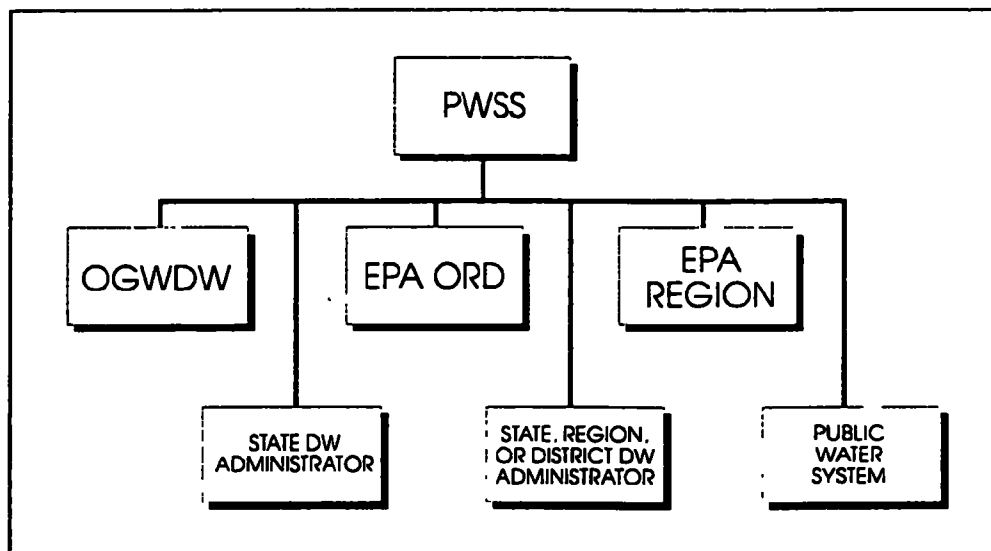 PWSS
OGWDW
EPA ORD
EPA
REGION
STATE DW
ADMINISTRATOR
STATE, REGION,
OR DISTRICT DW
ADMINISTRATOR
PUBLIC
WATER
SYSTEM